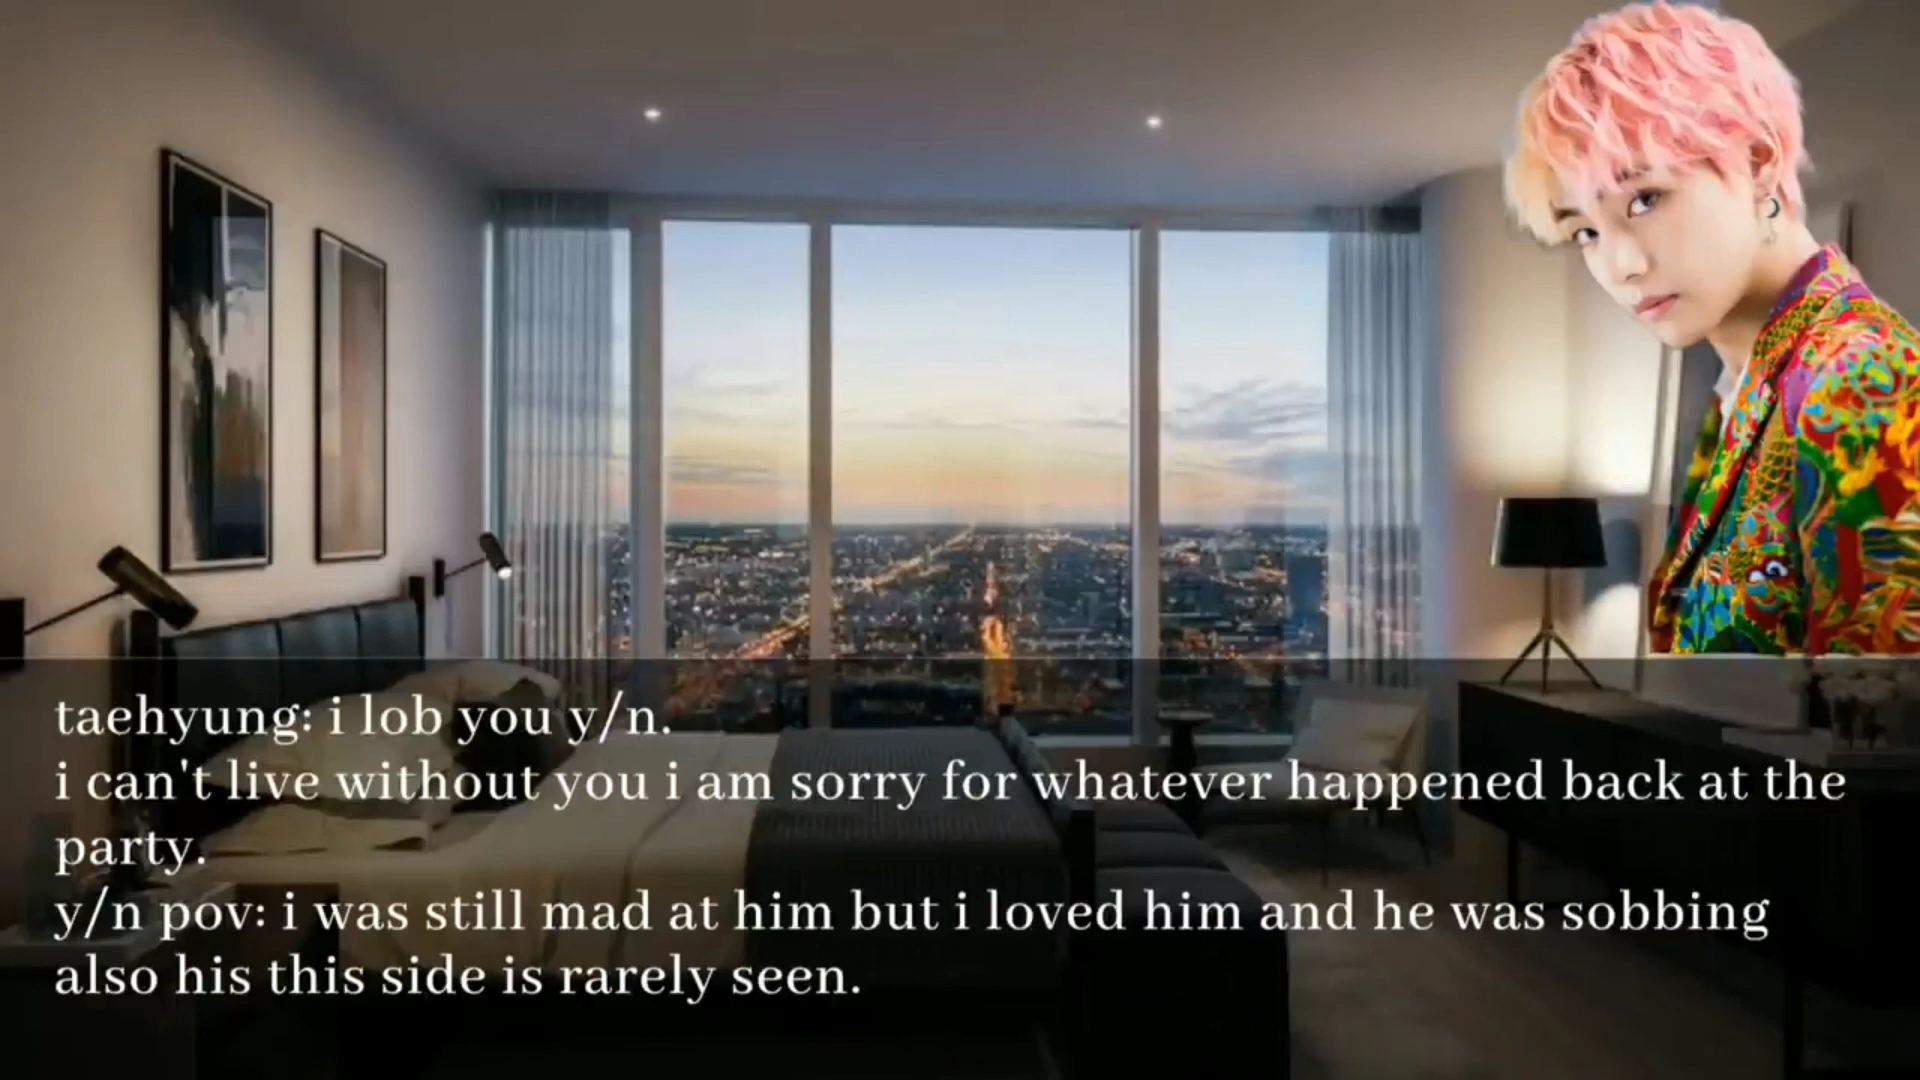 taehyung: i lob you y/n.
i can't live without you i am sorry for whatever happened back at the
party.
y/n pov: i was still mad at him but i loved him and he was sobbing
also his this side is rarely seen.